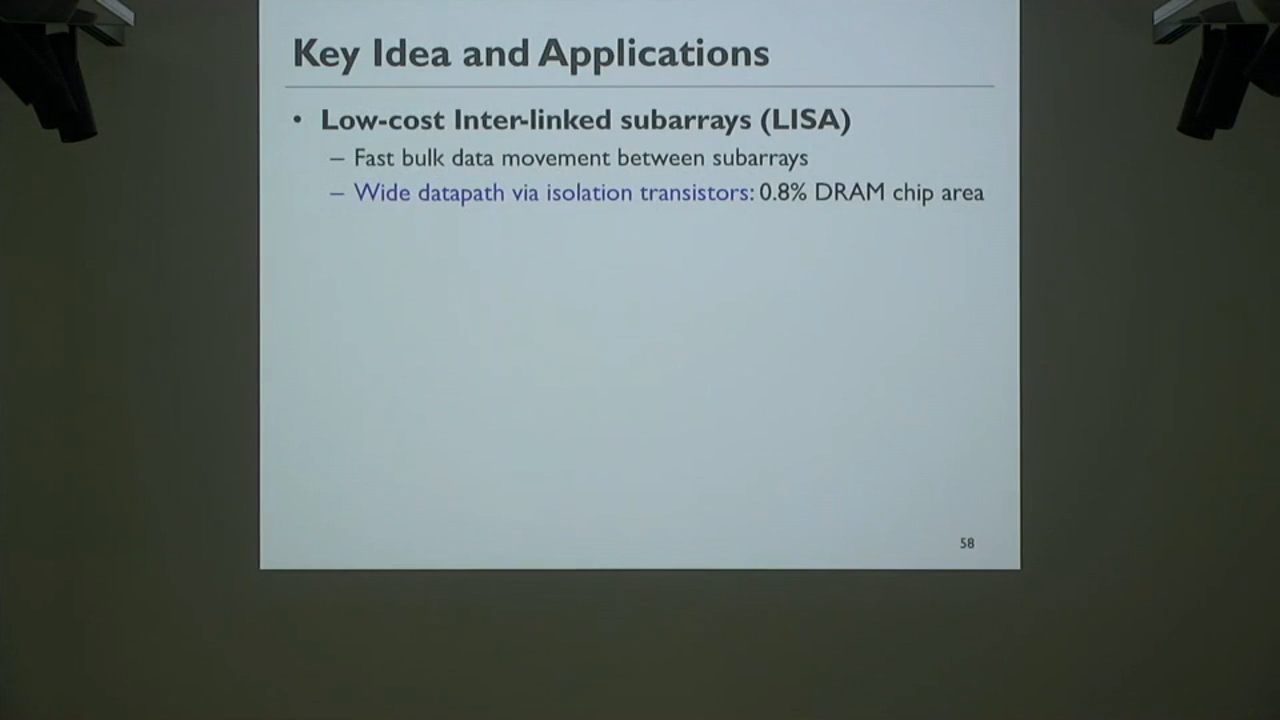 Key Idea and Applications
• Low-cost Inter-linked subarrays (LISA)
– Fast bulk data movement between subarrays
– Wide datapath via isolation transistors: 0.8% DRAM chip area
58